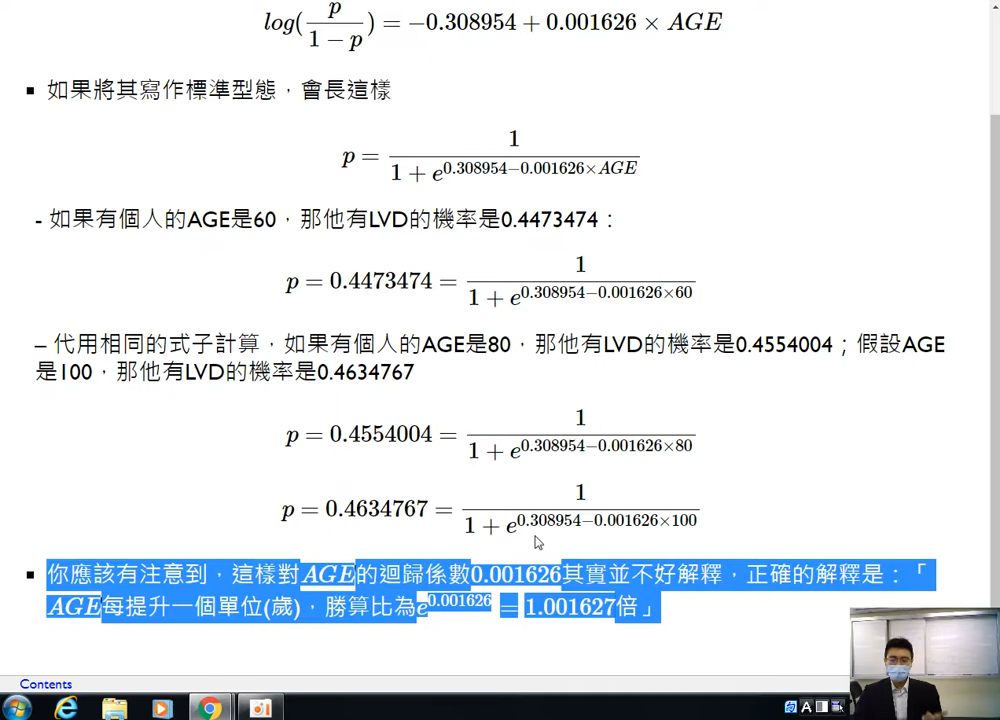 log(p/(1−p)) = −0.308954 + 0.001626 × AGE
▪ 如果將其寫作標準型態，會長這樣
p = 1/(1 + e^(0.308954−0.001626×AGE))
- 如果有個人的AGE是60，那他有LVD的機率是0.4473474：
p = 0.4473474 = 1/(1 + e^(0.308954−0.001626×60))
– 代用相同的式子計算，如果有個人的AGE是80，那他有LVD的機率是0.4554004；假設AGE
是100，那他有LVD的機率是0.4634767
p = 0.4554004 = 1/(1 + e^(0.308954−0.001626×80))
p = 0.4634767 = 1/(1 + e^(0.308954−0.001626×100))
▪ 你應該有注意到，這樣對AGE的迴歸係數0.001626其實並不好解釋，正確的解釋是：「
AGE每提升一個單位(歲)，勝算比為e^0.001626 = 1.001627倍」
Contents
A